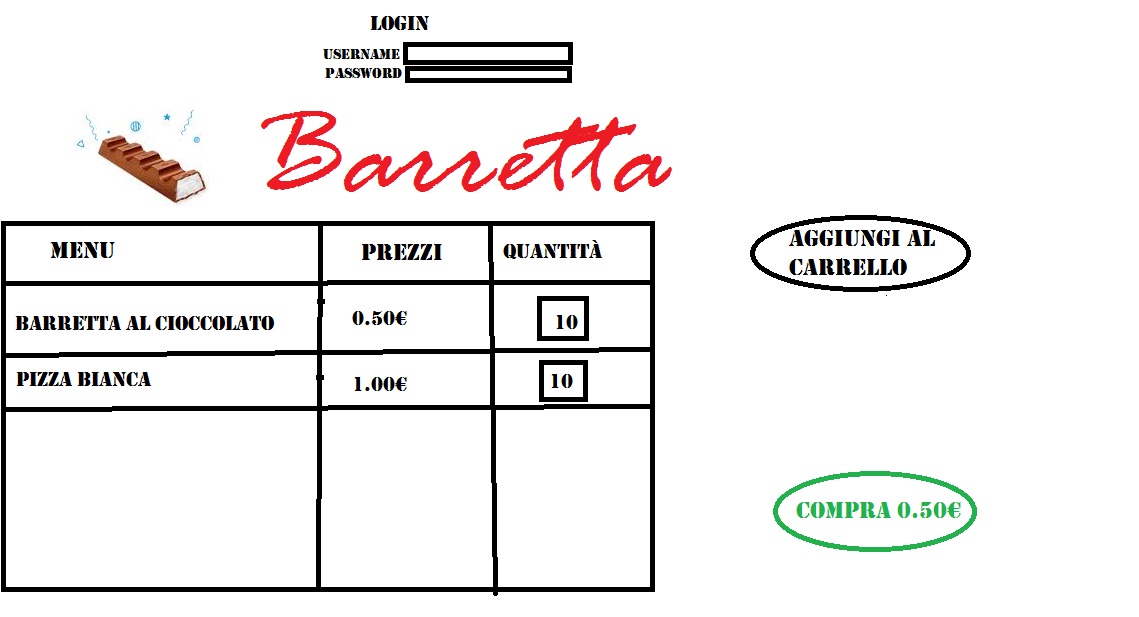 LOGIN
USERNAME
PASSWORD
Barretta
MENU PREZZI QUANTITÀ
BARRETTA AL CIOCCOLATO 0.50€ 10
PIZZA BIANCA 1.00€ 10
AGGIUNGI AL
CARRELLO
COMPRA 0.50€